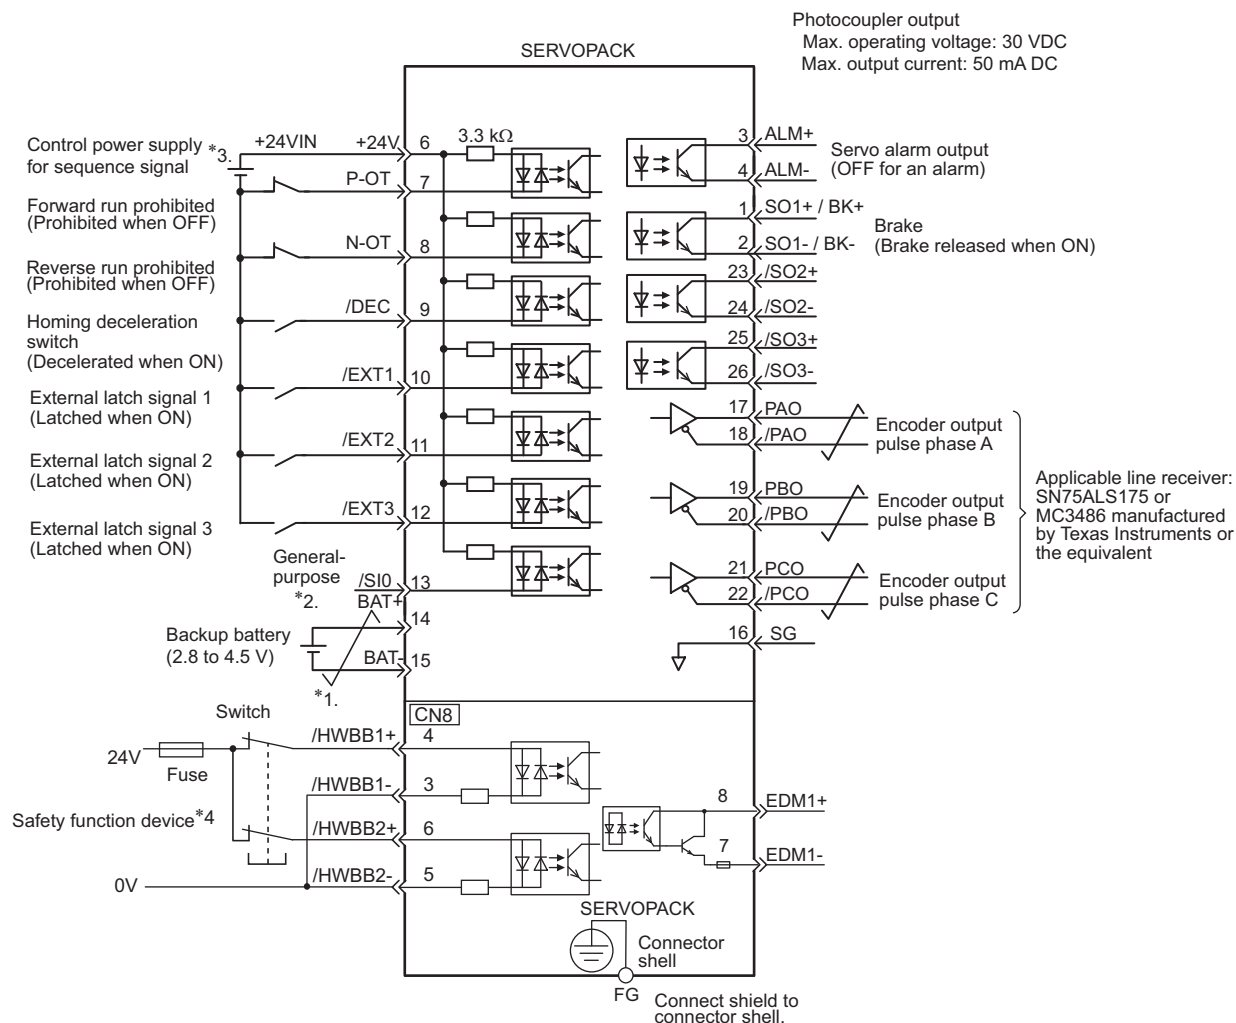 Photocoupler output
Max. operating voltage: 30 VDC
Max. output current: 50 mA DC
SERVOPACK
Control power supply
for sequence signal
*3.
+24VIN
+24V
6
3.3 kΩ
3
ALM+
4
ALM-
Servo alarm output
(OFF for an alarm)
P-OT
7
Forward run prohibited
(Prohibited when OFF)
1
SO1+ / BK+
2
SO1- / BK-
Brake
(Brake released when ON)
N-OT
8
Reverse run prohibited
(Prohibited when OFF)
23
/SO2+
24
/SO2-
/DEC
9
Homing deceleration
switch
(Decelerated when ON)
25
/SO3+
26
/SO3-
/EXT1
10
External latch signal 1
(Latched when ON)
17
PAO
18
/PAO
Encoder output
pulse phase A
/EXT2
11
External latch signal 2
(Latched when ON)
19
PBO
20
/PBO
Encoder output
pulse phase B
Applicable line receiver:
SN75ALS175 or
MC3486 manufactured
by Texas Instruments or
the equivalent
/EXT3
12
External latch signal 3
(Latched when ON)
21
PCO
22
/PCO
Encoder output
pulse phase C
General-
purpose
*2.
/SI0
13
BAT+
14
Backup battery
(2.8 to 4.5 V)
BAT-
15
*1.
16
SG
Switch
CN8
24V
Fuse
/HWBB1+
4
/HWBB1-
3
Safety function device*4
/HWBB2+
6
/HWBB2-
5
0V
8
EDM1+
7
EDM1-
SERVOPACK
Connector
shell
FG
Connect shield to
connector shell.